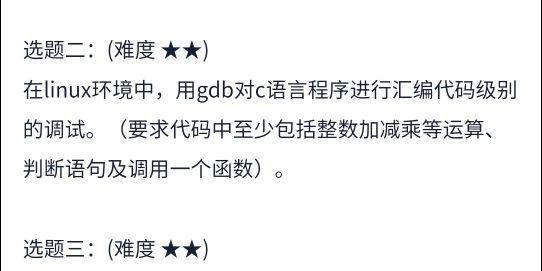 选题二：(难度 ★★)
在linux环境中，用gdb对c语言程序进行汇编代码级别
的调试。（要求代码中至少包括整数加减乘等运算、
判断语句及调用一个函数）。
选题三：(难度 ★★)